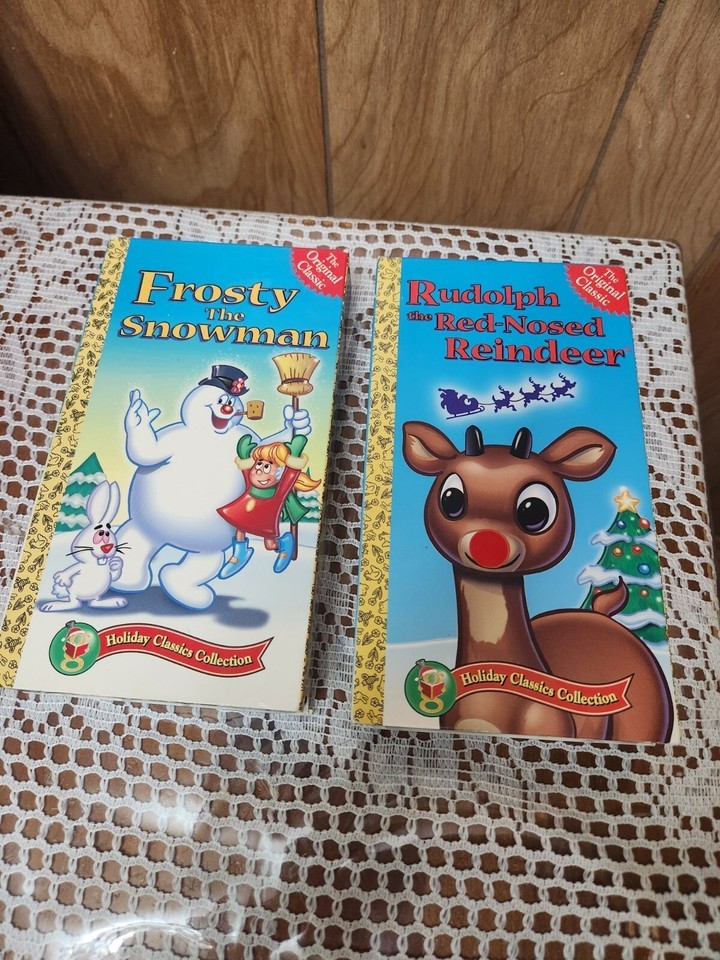 The
Original
Classic
Frosty
The
Snowman
Holiday Classics Collection
The
Original
Classic
Rudolph
the Red-Nosed
Reindeer
Holiday Classics Collection